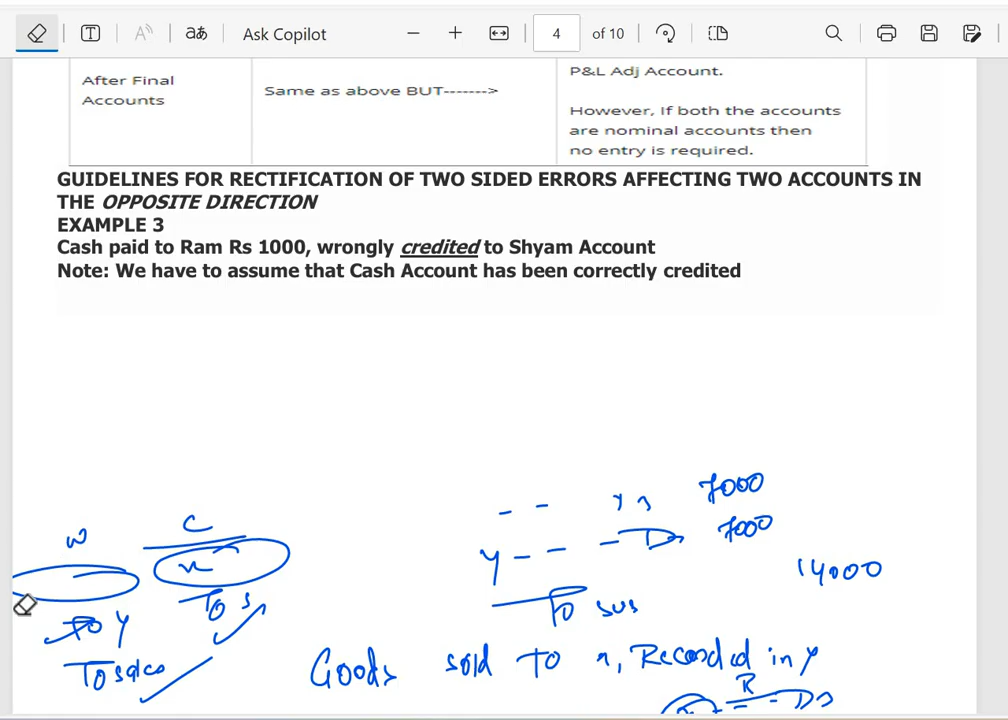 Ask Copilot 4 of 10
After Final
Accounts
Same as above BUT------->
P&L Adj Account.
However, If both the accounts
are nominal accounts then
no entry is required.
GUIDELINES FOR RECTIFICATION OF TWO SIDED ERRORS AFFECTING TWO ACCOUNTS IN
THE OPPOSITE DIRECTION
EXAMPLE 3
Cash paid to Ram Rs 1000, wrongly credited to Shyam Account
Note: We have to assume that Cash Account has been correctly credited
7000
W C
Y - - - Dr 7000
x
14000
To s
To sus
To Y
To sales
Goods sold to x, Recorded in y
R
- - Dr